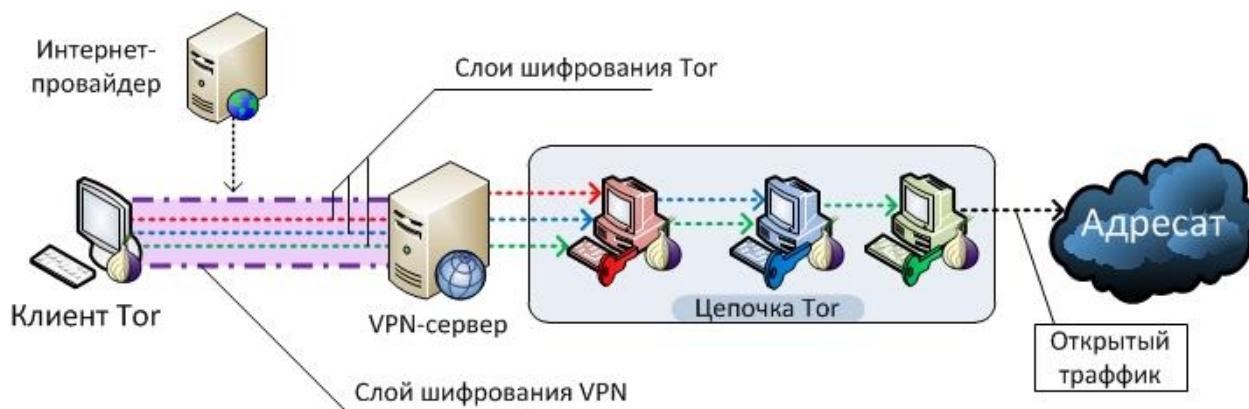 Интернет-
провайдер
Слои шифрования Tor
Клиент Tor
VPN-сервер
Слой шифрования VPN
Цепочка Tor
Адресат
Открытый
траффик